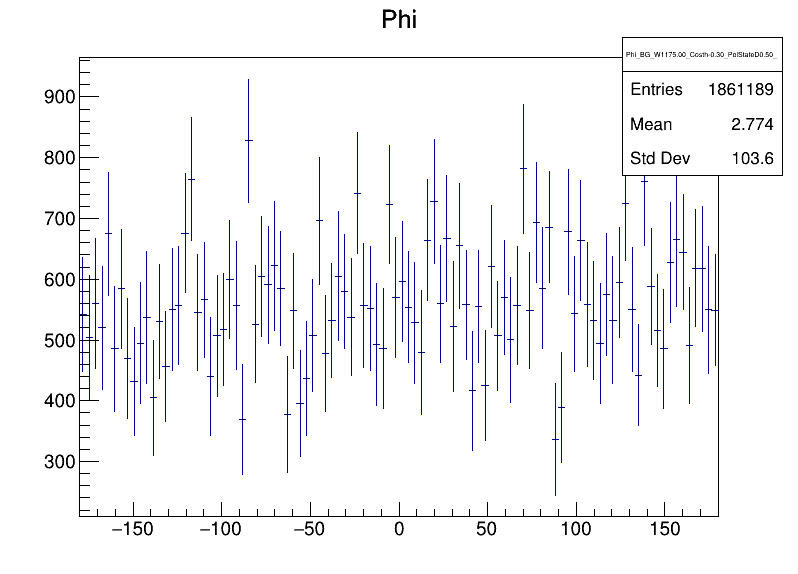 Phi
Phi_BG_W1175.00_Costh-0.30_PolStateD0.50_
Entries 1861189
Mean 2.774
Std Dev 103.6
900
800
700
600
500
400
300
−150 −100 −50 0 50 100 150